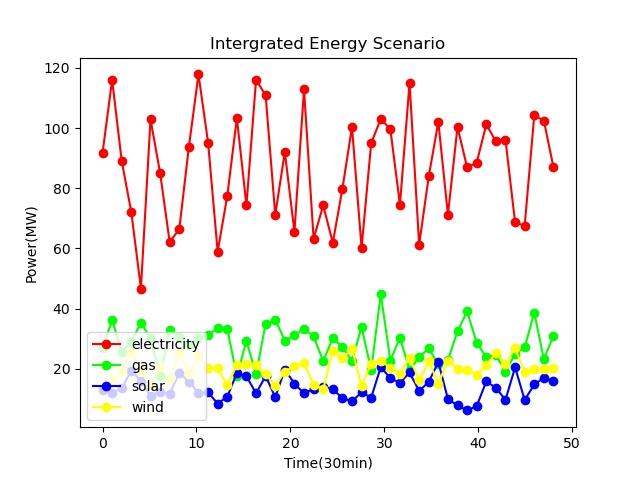 Intergrated Energy Scenario
120
100
80
60
40
20
Power(MW)
electricity
gas
solar
wind
0 10 20 30 40 50
Time(30min)